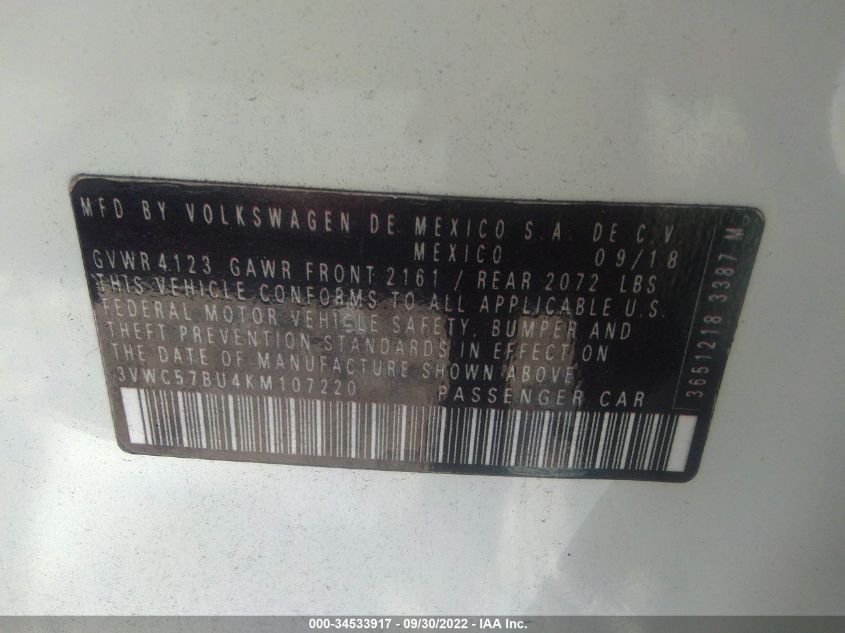 MFD BY VOLKSWAGEN DE MEXICO S.A. DE C.V.
MEXICO 09/18
GVWR 4.123 GAWR FRONT 2161 / REAR 2072 LBS
THIS VEHICLE CONFORMS TO ALL APPLICABLE U.S.
FEDERAL MOTOR VEHICLE SAFETY, BUMPER AND
THEFT PREVENTION STANDARDS IN EFFECT ON
THE DATE OF MANUFACTURE SHOWN ABOVE.
3VWC57BU4KM107220 PASSENGER CAR
3651218 3387 M
000-34533917 - 09/30/2022 - IAA Inc.